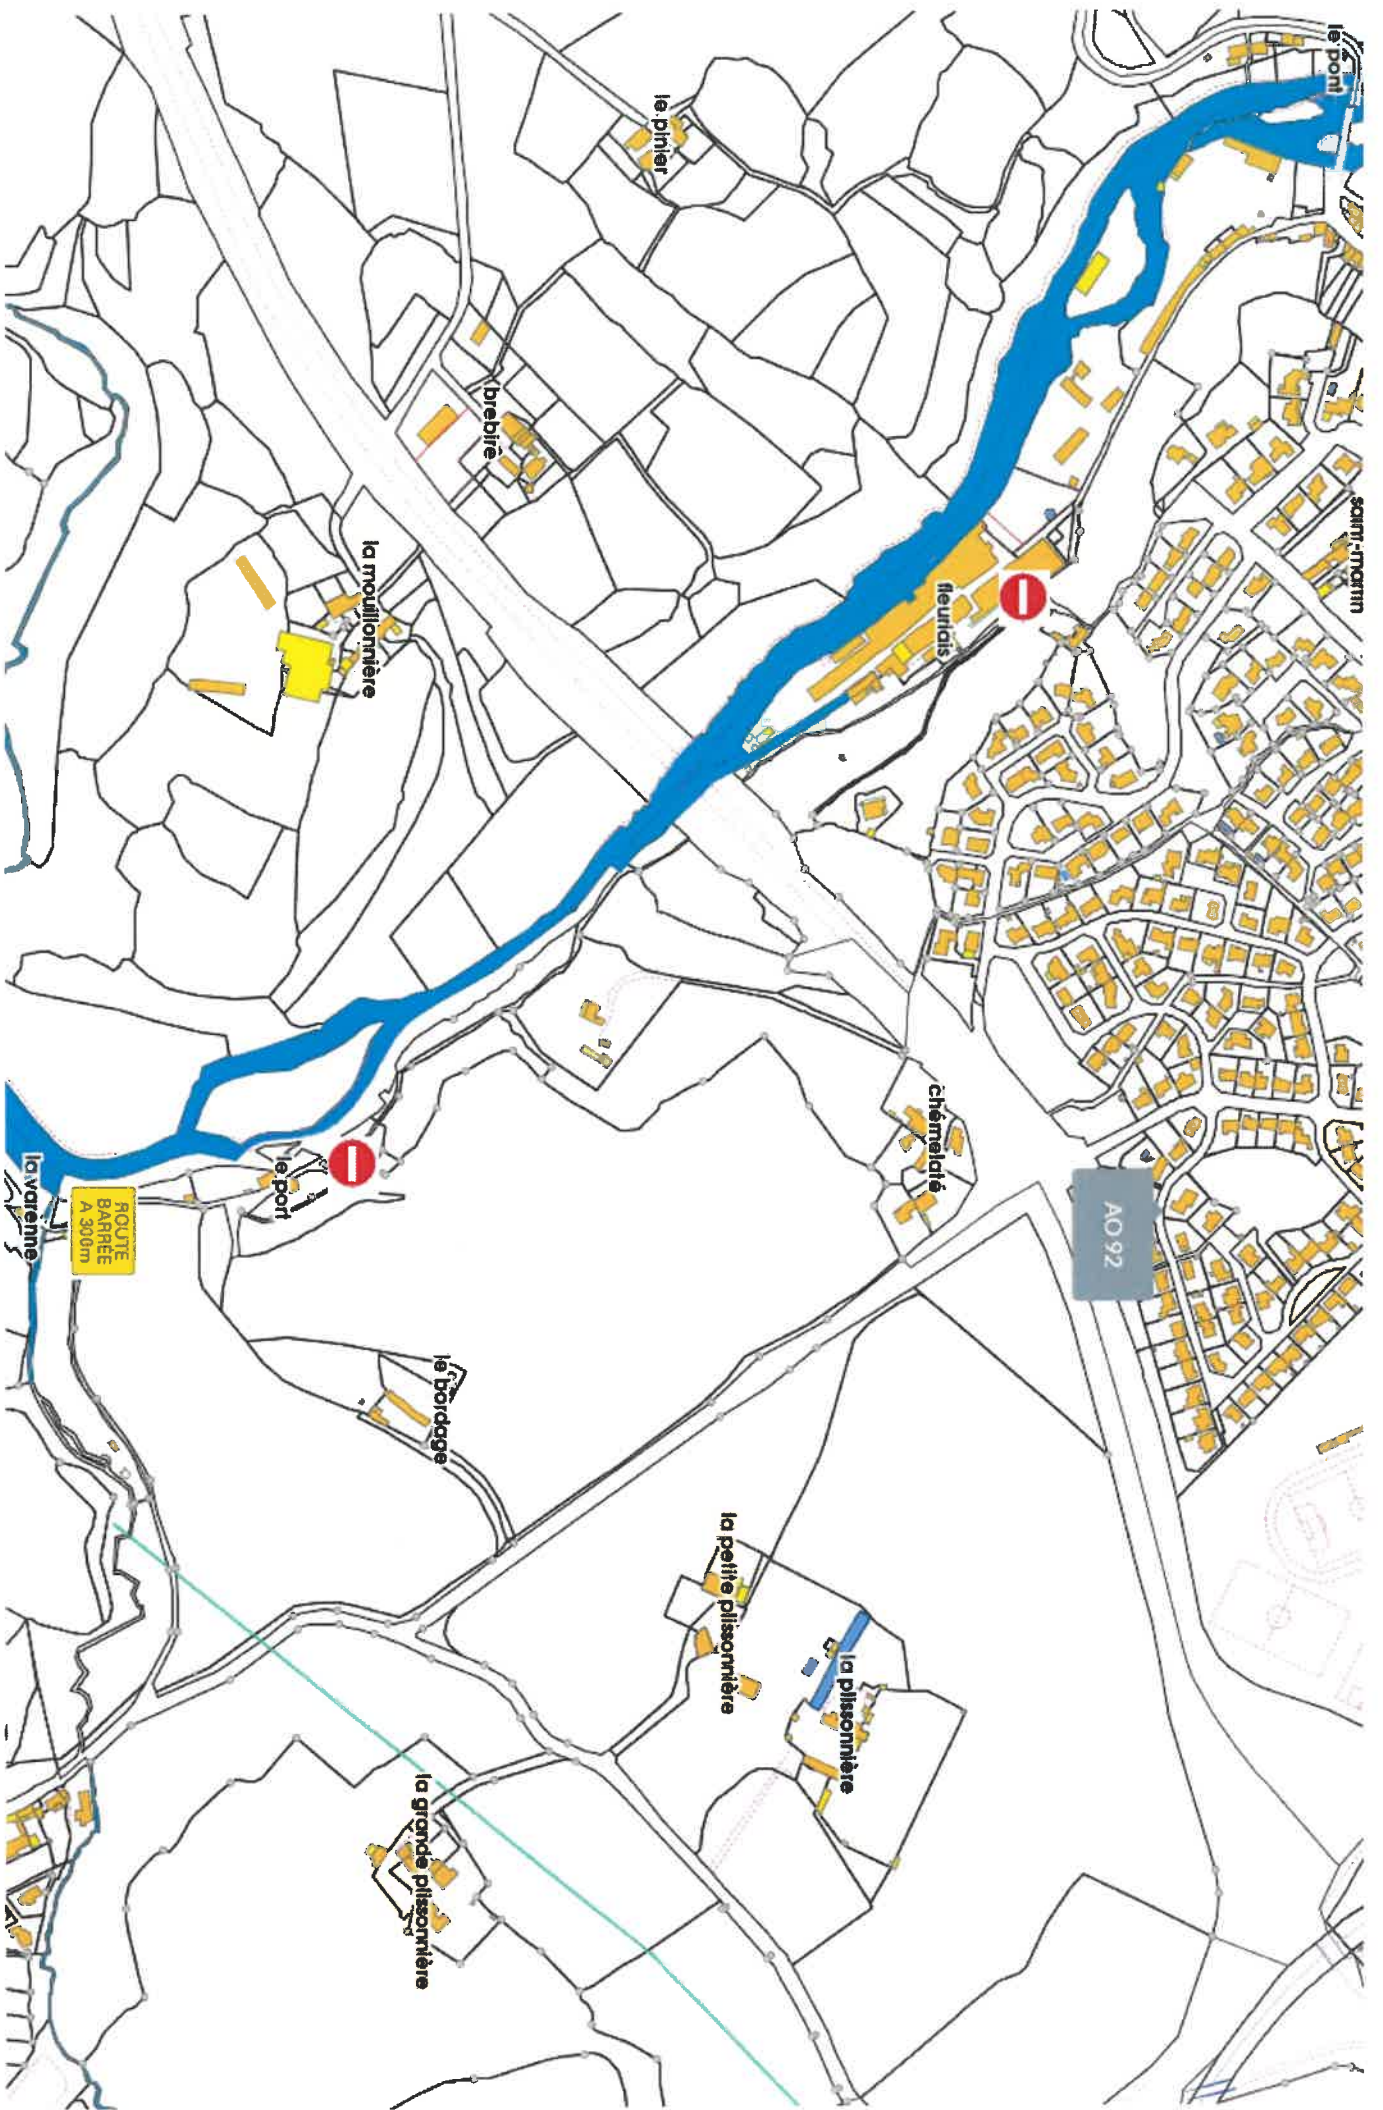 le pont
le pinier
saint-martin
brebire
fleuriais
la mouillonnière
chémelaté
AO 92
le port
la varenne
ROUTE
BARRÉE
A 300m
le bordage
la petite plissonnière
la plissonnière
la grande plissonnière